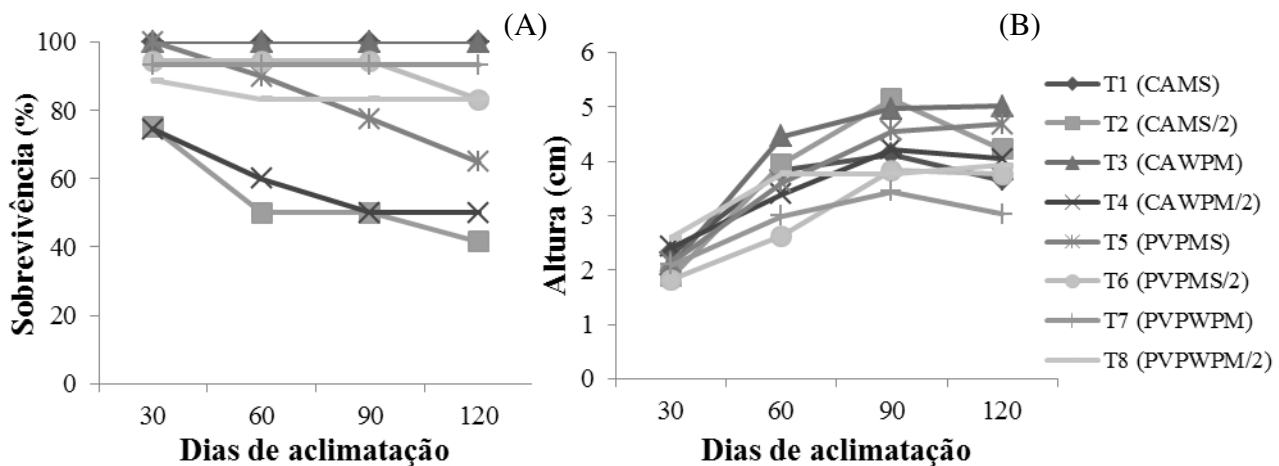 (A)
Sobrevivência (%)
100
80
60
40
20
0
30 60 90 120
Dias de aclimatação
(B)
Altura (cm)
6
5
4
3
2
1
0
30 60 90 120
Dias de aclimatação
T1 (CAMS)
T2 (CAMS/2)
T3 (CAWPM)
T4 (CAWPM/2)
T5 (PVPMS)
T6 (PVPMS/2)
T7 (PVPWPM)
T8 (PVPWPM/2)